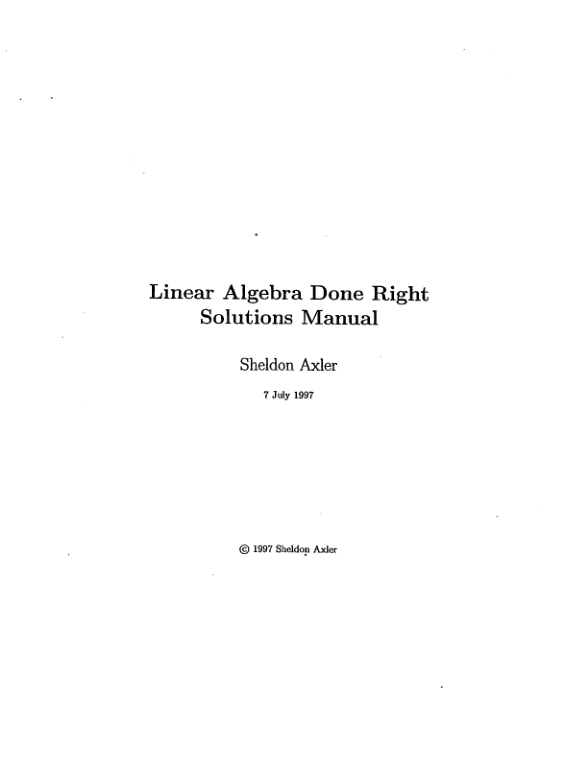 Linear Algebra Done Right
Solutions Manual
Sheldon Axler
7 July 1997
© 1997 Sheldon Axler